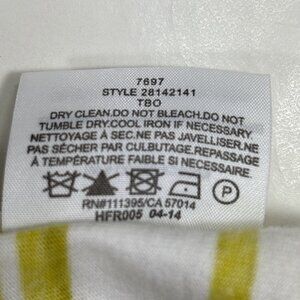 7697
STYLE 28142141
TBO
DRY CLEAN.DO NOT BLEACH.DO NOT
TUMBLE DRY.COOL IRON IF NECESSARY
NETTOYAGE À SEC.NE PAS JAVELLISER.NE
PAS SÉCHER PAR CULBUTAGE.REPASSAGE
À TEMPÉRATURE FAIBLE SI NÉCESSAIRE
P
RN#111395/CA 57014
HFR005 04-14